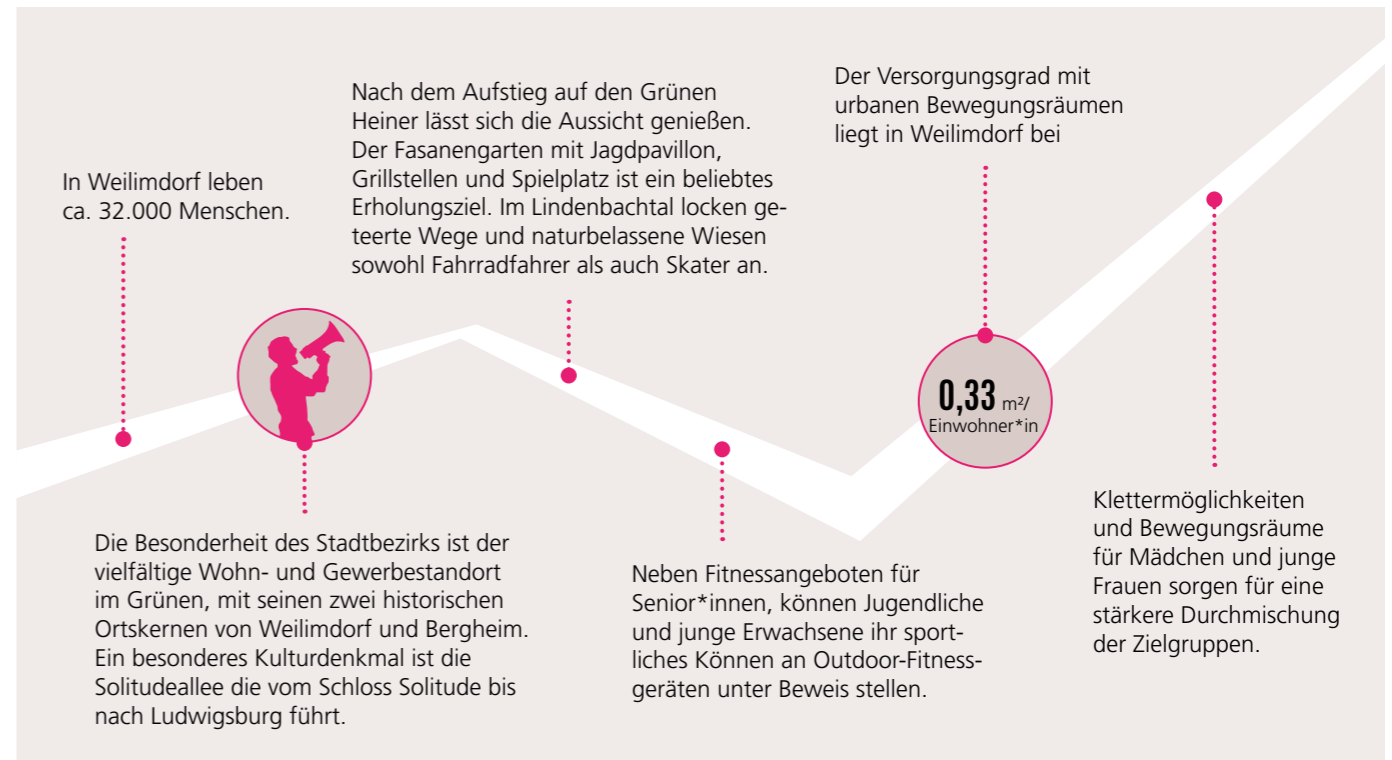 In Weilimdorf leben
ca. 32.000 Menschen.
Die Besonderheit des Stadtbezirks ist der
vielfältige Wohn- und Gewerbestandort
im Grünen, mit seinen zwei historischen
Ortskernen von Weilimdorf und Bergheim.
Ein besonderes Kulturdenkmal ist die
Solitudeallee die vom Schloss Solitude bis
nach Ludwigsburg führt.
Nach dem Aufstieg auf den Grünen
Heiner lässt sich die Aussicht genießen.
Der Fasanengarten mit Jagdpavillon,
Grillstellen und Spielplatz ist ein beliebtes
Erholungsziel. Im Lindenbachtal locken ge-
teerte Wege und naturbelassene Wiesen
sowohl Fahrradfahrer als auch Skater an.
Neben Fitnessangeboten für
Senior*innen, können Jugendliche
und junge Erwachsene ihr sport-
liches Können an Outdoor-Fitness-
geräten unter Beweis stellen.
Der Versorgungsgrad mit
urbanen Bewegungsräumen
liegt in Weilimdorf bei
0,33 m²/
Einwohner*in
Klettermöglichkeiten
und Bewegungsräume
für Mädchen und junge
Frauen sorgen für eine
stärkere Durchmischung
der Zielgruppen.